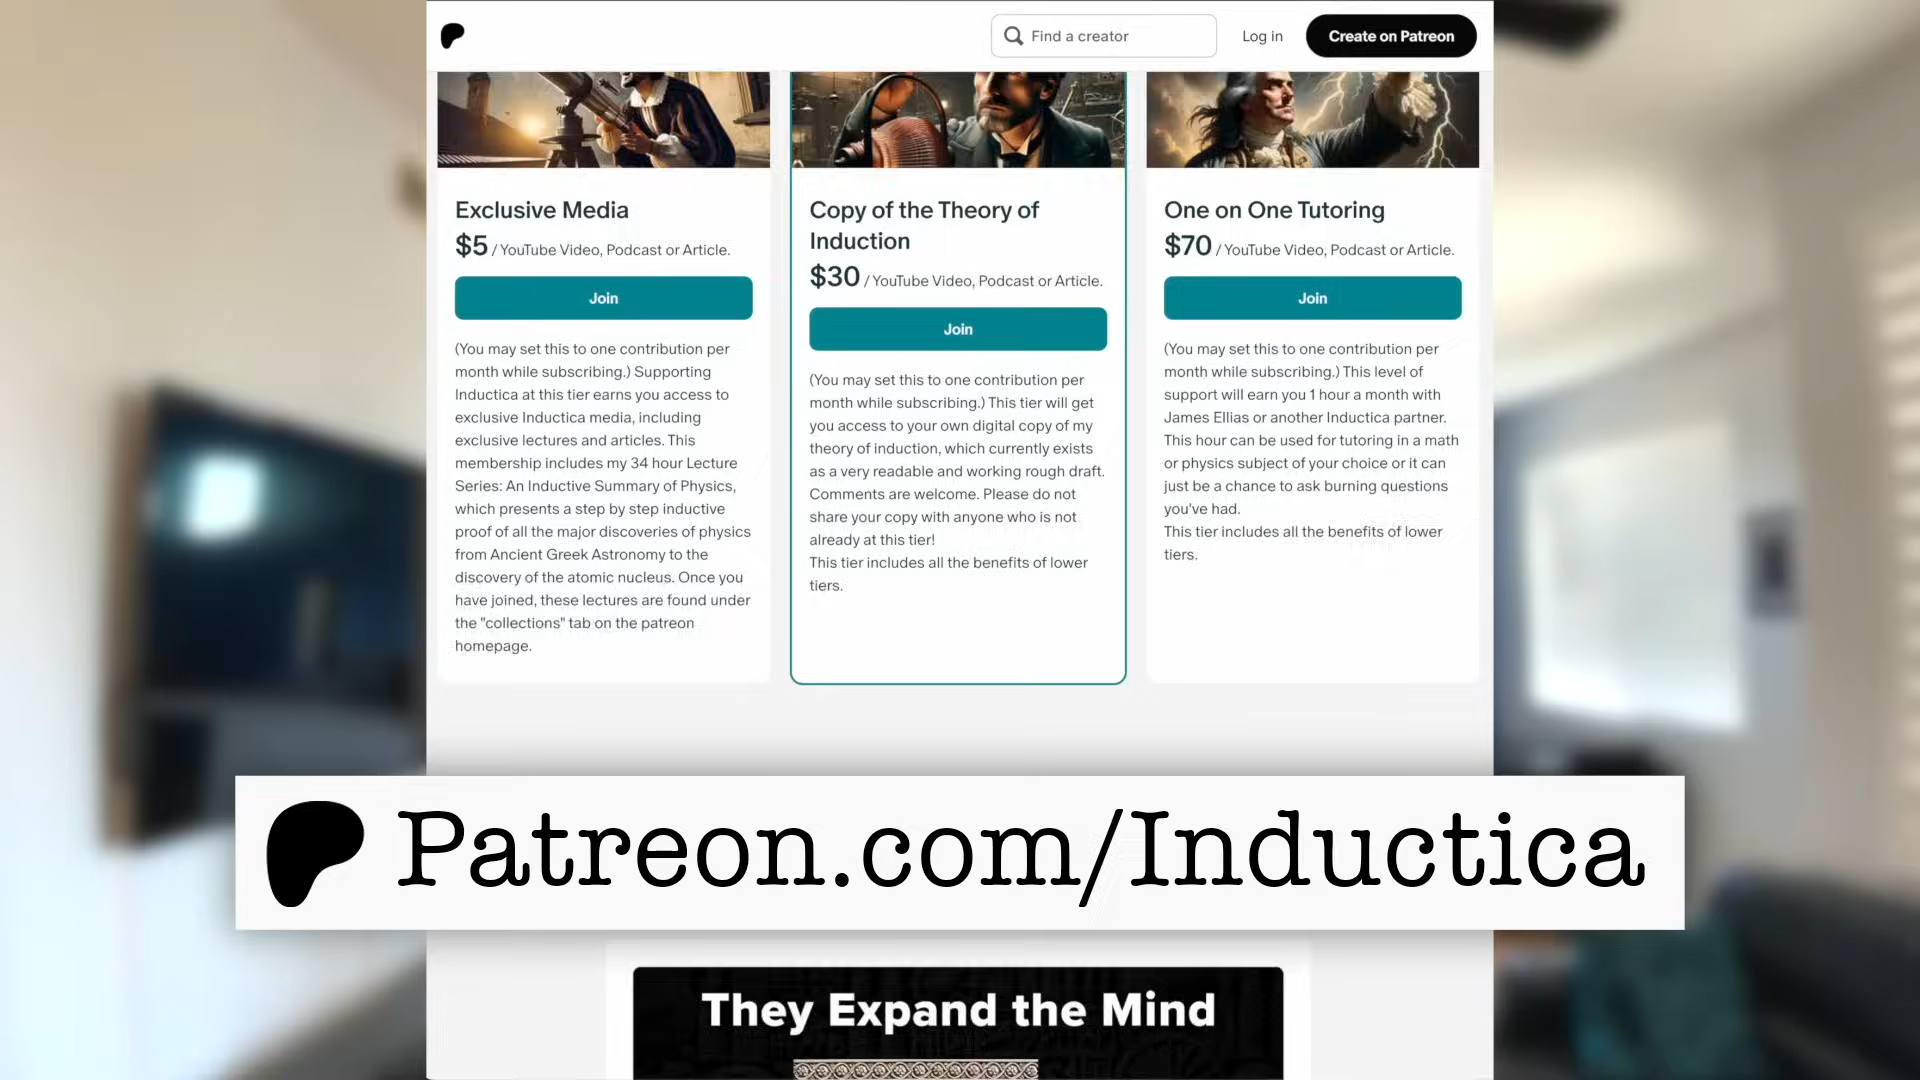 Find a creator
Log in
Create on Patreon
Exclusive Media
$5 / YouTube Video, Podcast or Article.
Join
(You may set this to one contribution per
month while subscribing.) Supporting
Inductica at this tier earns you access to
exclusive Inductica media, including
exclusive lectures and articles. This
membership includes my 34 hour Lecture
Series: An Inductive Summary of Physics,
which presents a step by step inductive
proof of all the major discoveries of physics
from Ancient Greek Astronomy to the
discovery of the atomic nucleus. Once you
have joined, these lectures are found under
the "collections" tab on the patreon
homepage.
Copy of the Theory of
Induction
$30 / YouTube Video, Podcast or Article.
Join
(You may set this to one contribution per
month while subscribing.) This tier will get
you access to your own digital copy of my
theory of induction, which currently exists
as a very readable and working rough draft.
Comments are welcome. Please do not
share your copy with anyone who is not
already at this tier!
This tier includes all the benefits of lower
tiers.
One on One Tutoring
$70 / YouTube Video, Podcast or Article.
Join
(You may set this to one contribution per
month while subscribing.) This level of
support will earn you 1 hour a month with
James Ellias or another Inductica partner.
This hour can be used for tutoring in a math
or physics subject of your choice or it can
just be a chance to ask burning questions
you've had.
This tier includes all the benefits of lower
tiers.
Patreon.com/Inductica
They Expand the Mind